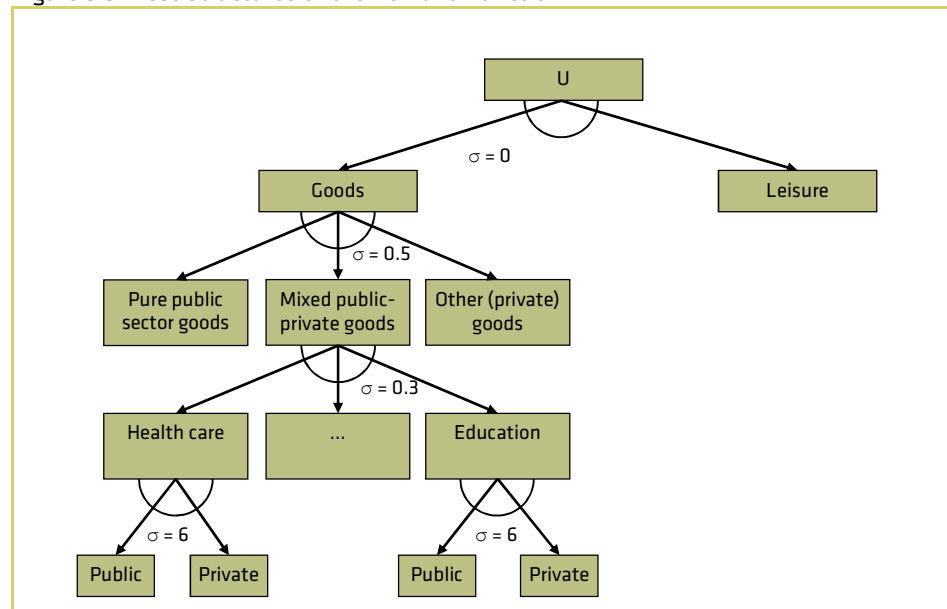 U
σ = 0
Goods
Leisure
σ = 0.5
Pure public
sector goods
Mixed public-
private goods
Other (private)
goods
σ = 0.3
Health care
...
Education
σ = 6
σ = 6
Public
Private
Public
Private